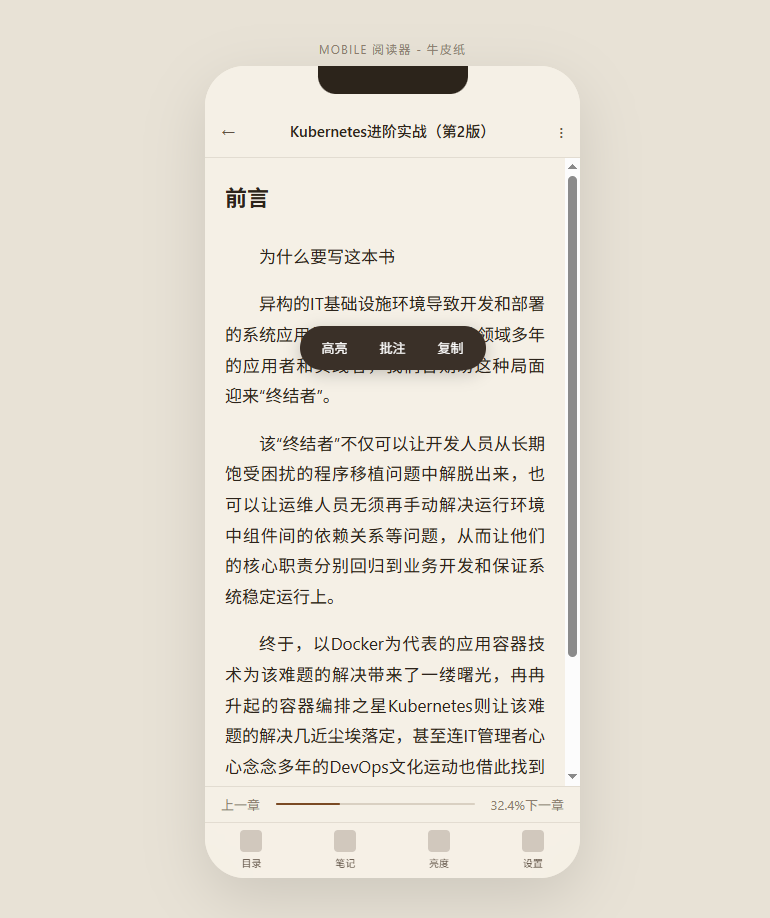 MOBILE 阅读器 - 牛皮纸
← Kubernetes进阶实战（第2版）
前言
为什么要写这本书
异构的IT基础设施环境导致开发和部署
的系统应用
领域多年
高亮 批注 复制
的应用者和
这种局面
迎来“终结者”。
该“终结者”不仅可以让开发人员从长期
饱受困扰的程序移植问题中解脱出来，也
可以让运维人员无须再手动解决运行环境
中组件间的依赖关系等问题，从而让他们
的核心职责分别回归到业务开发和保证系
统稳定运行上。
终于，以Docker为代表的应用容器技
术为该难题的解决带来了一缕曙光，冉冉
升起的容器编排之星Kubernetes则让该难
题的解决几近尘埃落定，甚至连IT管理者心
心念念多年的DevOps文化运动也借此找到
上一章 32.4%下一章
目录 笔记 亮度 设置